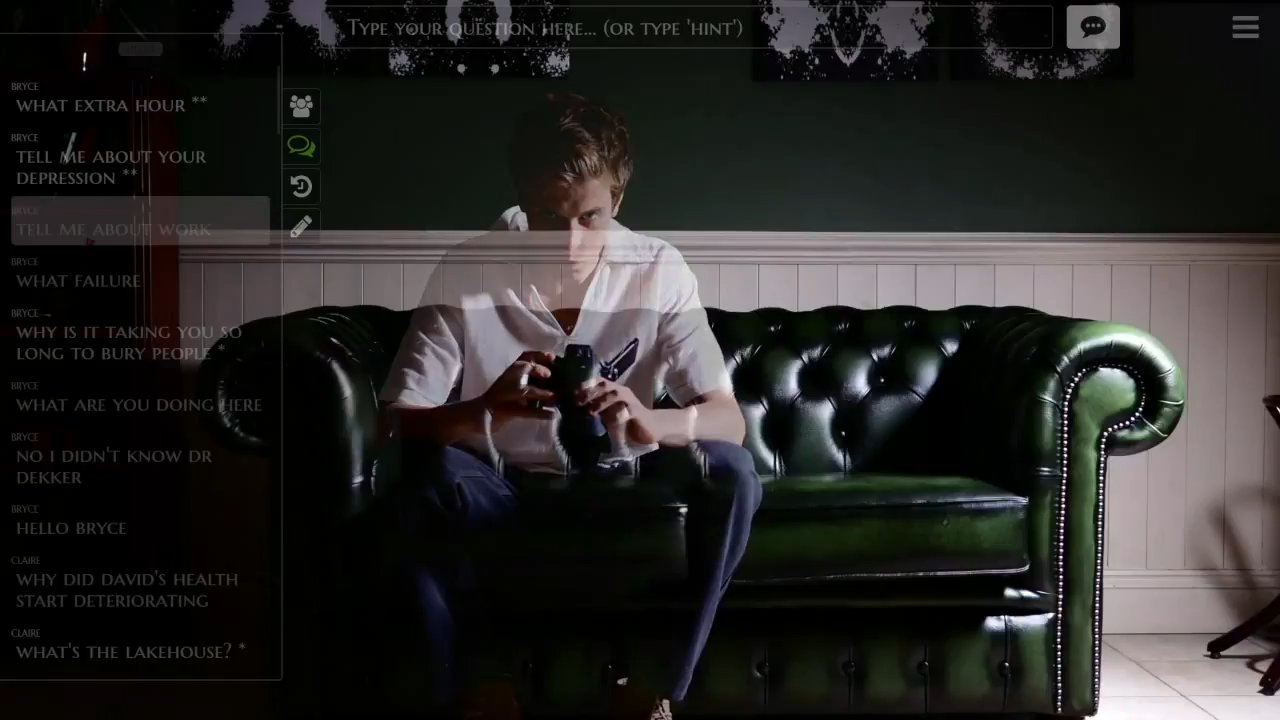 Type your question here... (or type 'hint')
BRYCE
WHAT EXTRA HOUR **
BRYCE
TELL ME ABOUT YOUR
DEPRESSION **
BRYCE
TELL ME ABOUT WORK
BRYCE
WHAT FAILURE
BRYCE
WHY IS IT TAKING YOU SO
LONG TO BURY PEOPLE *
BRYCE
WHAT ARE YOU DOING HERE
BRYCE
NO I DIDN'T KNOW DR
DEKKER
BRYCE
HELLO BRYCE
CLAIRE
WHY DID DAVID'S HEALTH
START DETERIORATING
CLAIRE
WHAT'S THE LAKEHOUSE? *